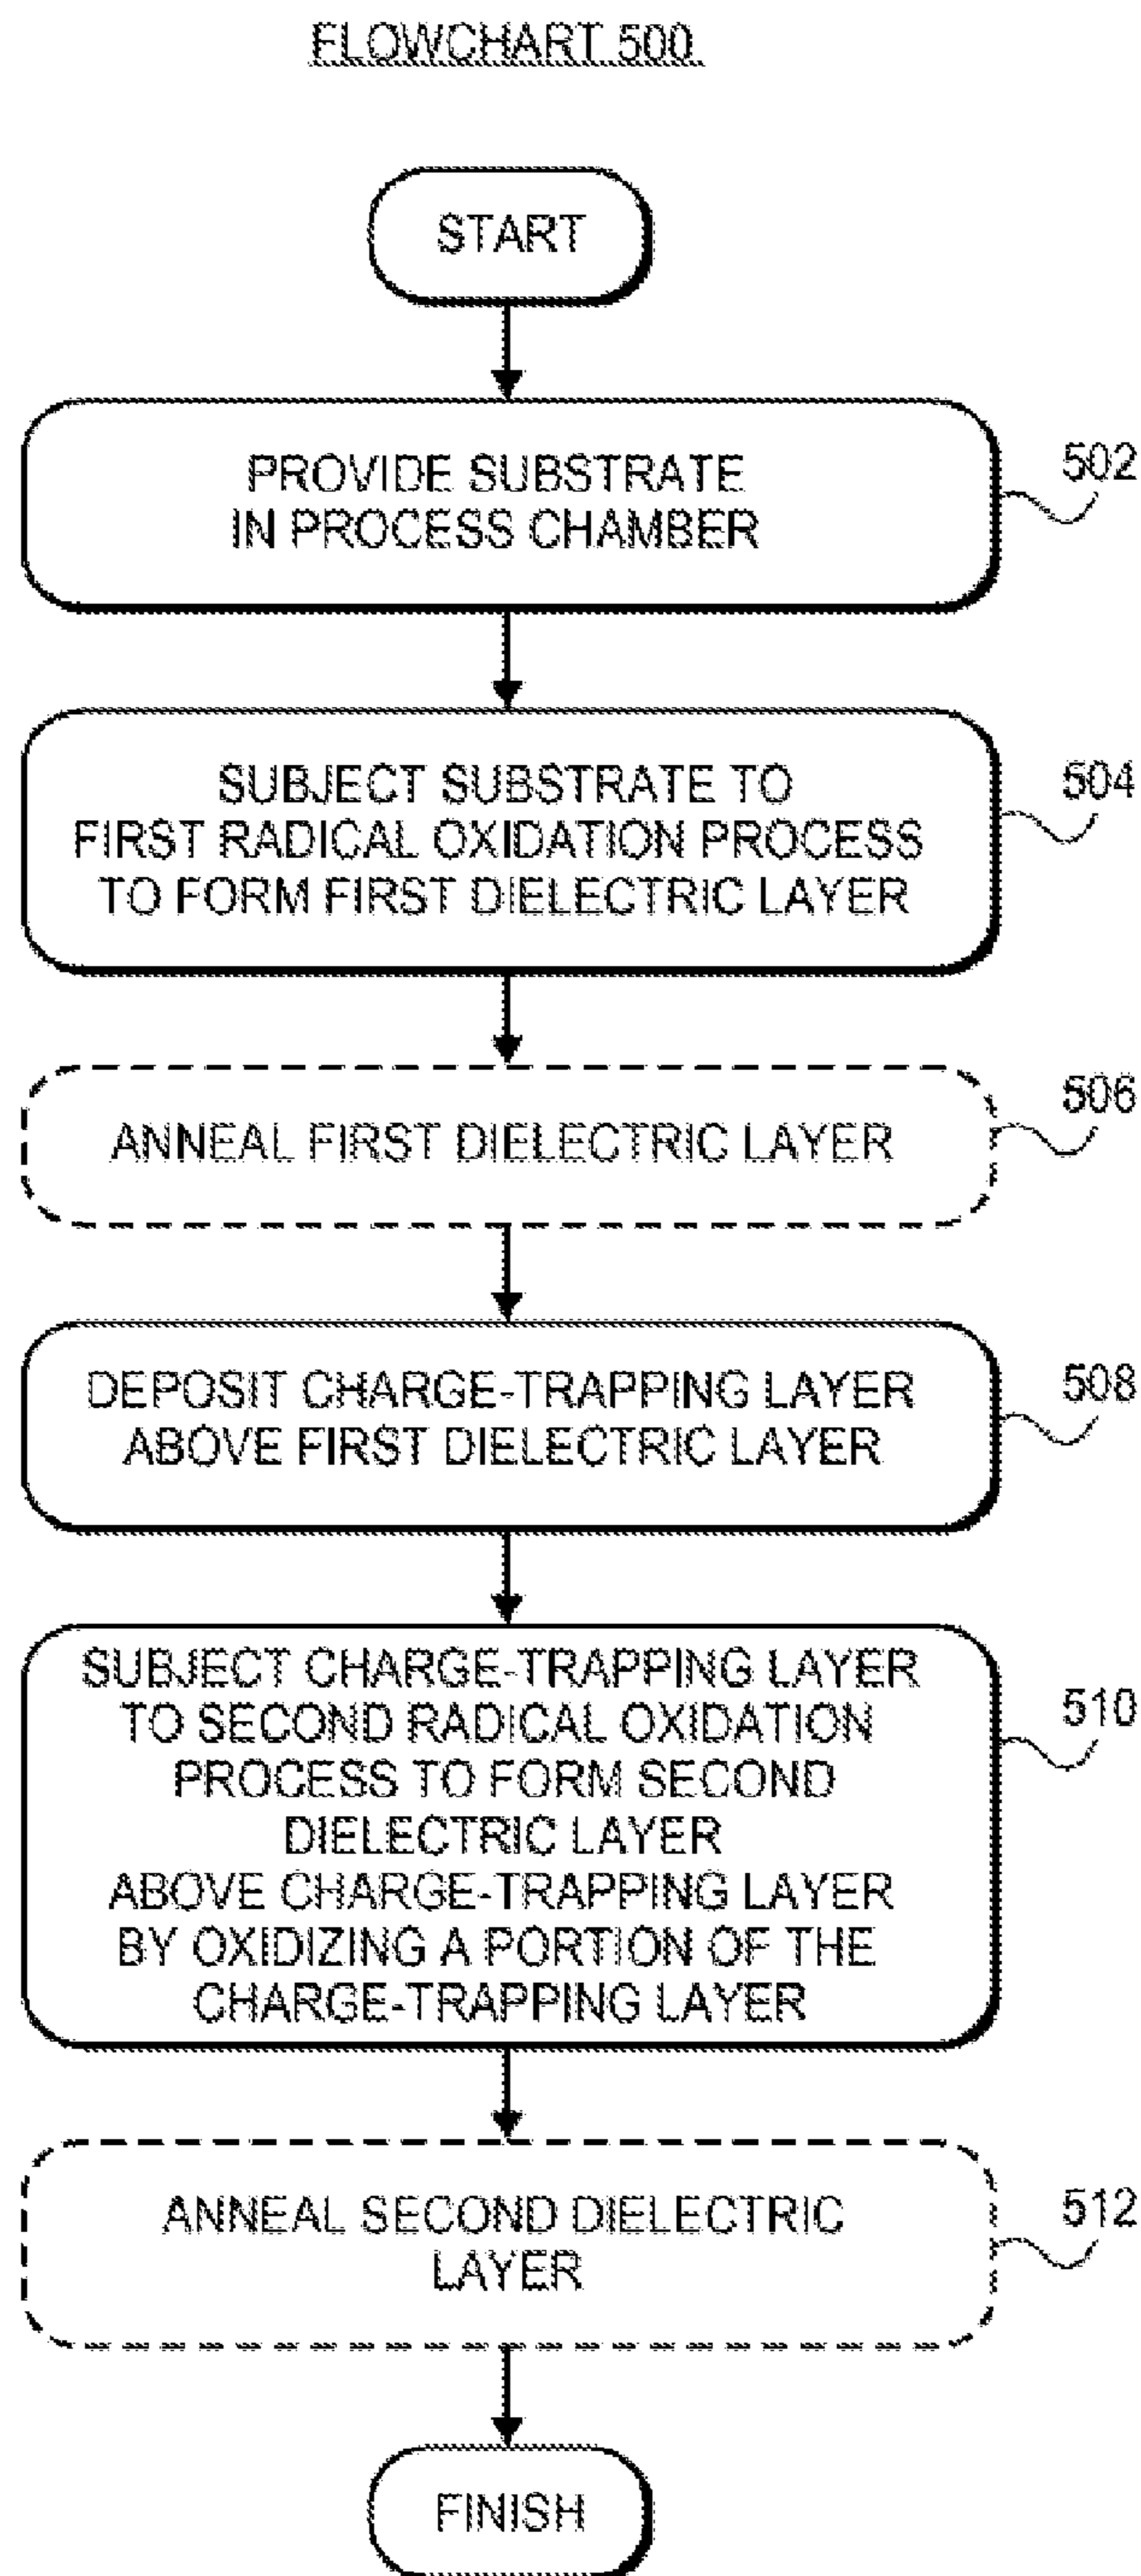 FLOWCHART 500
START
PROVIDE SUBSTRATE
IN PROCESS CHAMBER
502
SUBJECT SUBSTRATE TO
FIRST RADICAL OXIDATION PROCESS
TO FORM FIRST DIELECTRIC LAYER
504
ANNEAL FIRST DIELECTRIC LAYER
506
DEPOSIT CHARGE-TRAPPING LAYER
ABOVE FIRST DIELECTRIC LAYER
508
SUBJECT CHARGE-TRAPPING LAYER
TO SECOND RADICAL OXIDATION
PROCESS TO FORM SECOND
DIELECTRIC LAYER
ABOVE CHARGE-TRAPPING LAYER
BY OXIDIZING A PORTION OF THE
CHARGE-TRAPPING LAYER
510
ANNEAL SECOND DIELECTRIC
LAYER
512
FINISH